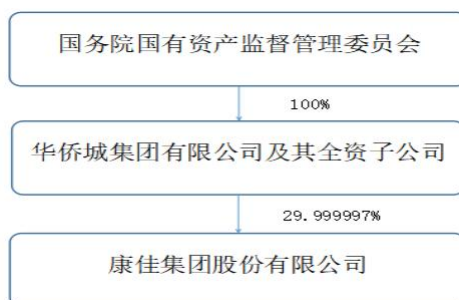 国务院国有资产监督管理委员会
100%
华侨城集团有限公司及其全资子公司
29.999997%
康佳集团股份有限公司